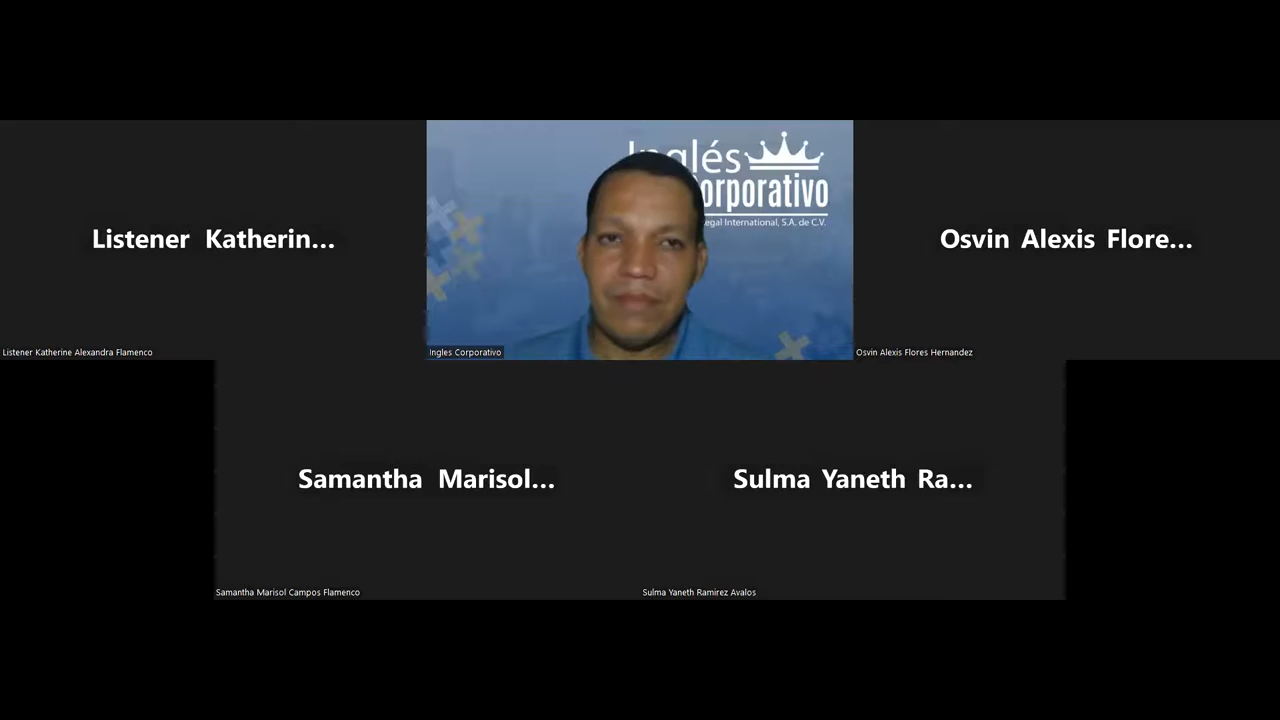 Listener Katherin...
Listener Katherine Alexandra Flamenco
Inglés
orporativo
egal International, S.A. de C.V.
Ingles Corporativo
Osvin Alexis Flore...
Osvin Alexis Flores Hernandez
Samantha Marisol...
Samantha Marisol Campos Flamenco
Sulma Yaneth Ra...
Sulma Yaneth Ramirez Avalos